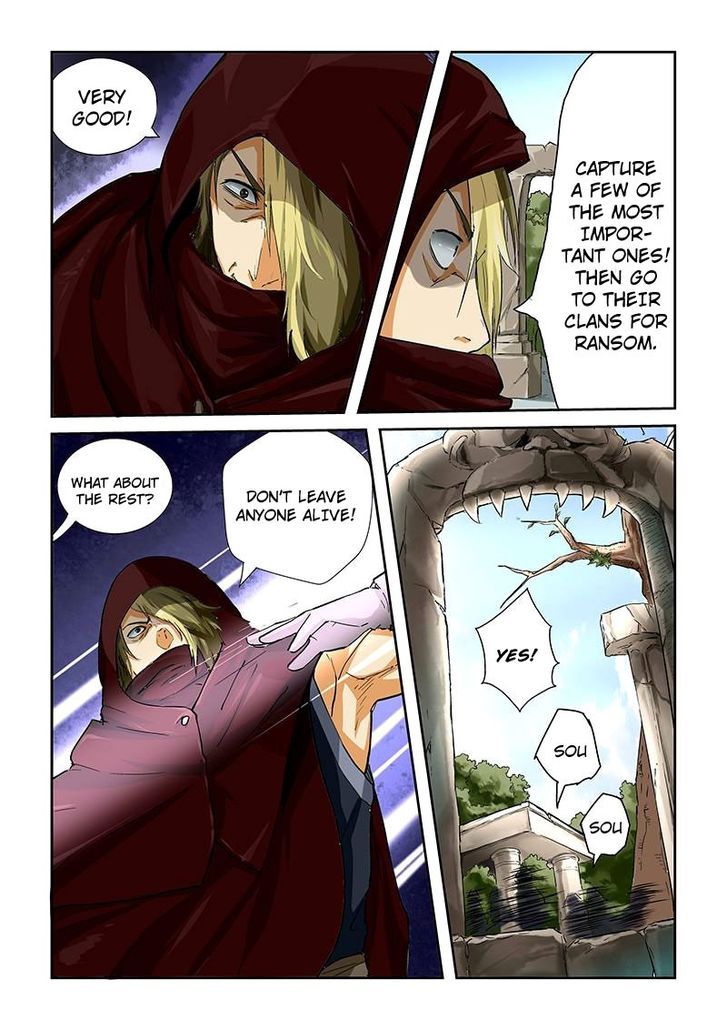 VERY
GOOD!
CAPTURE
A FEW OF
THE MOST
IMPOR-
TANT ONES!
THEN GO
TO THEIR
CLANS FOR
RANSOM.
WHAT ABOUT
THE REST?
DON'T LEAVE
ANYONE ALIVE!
YES!
SOU
SOU